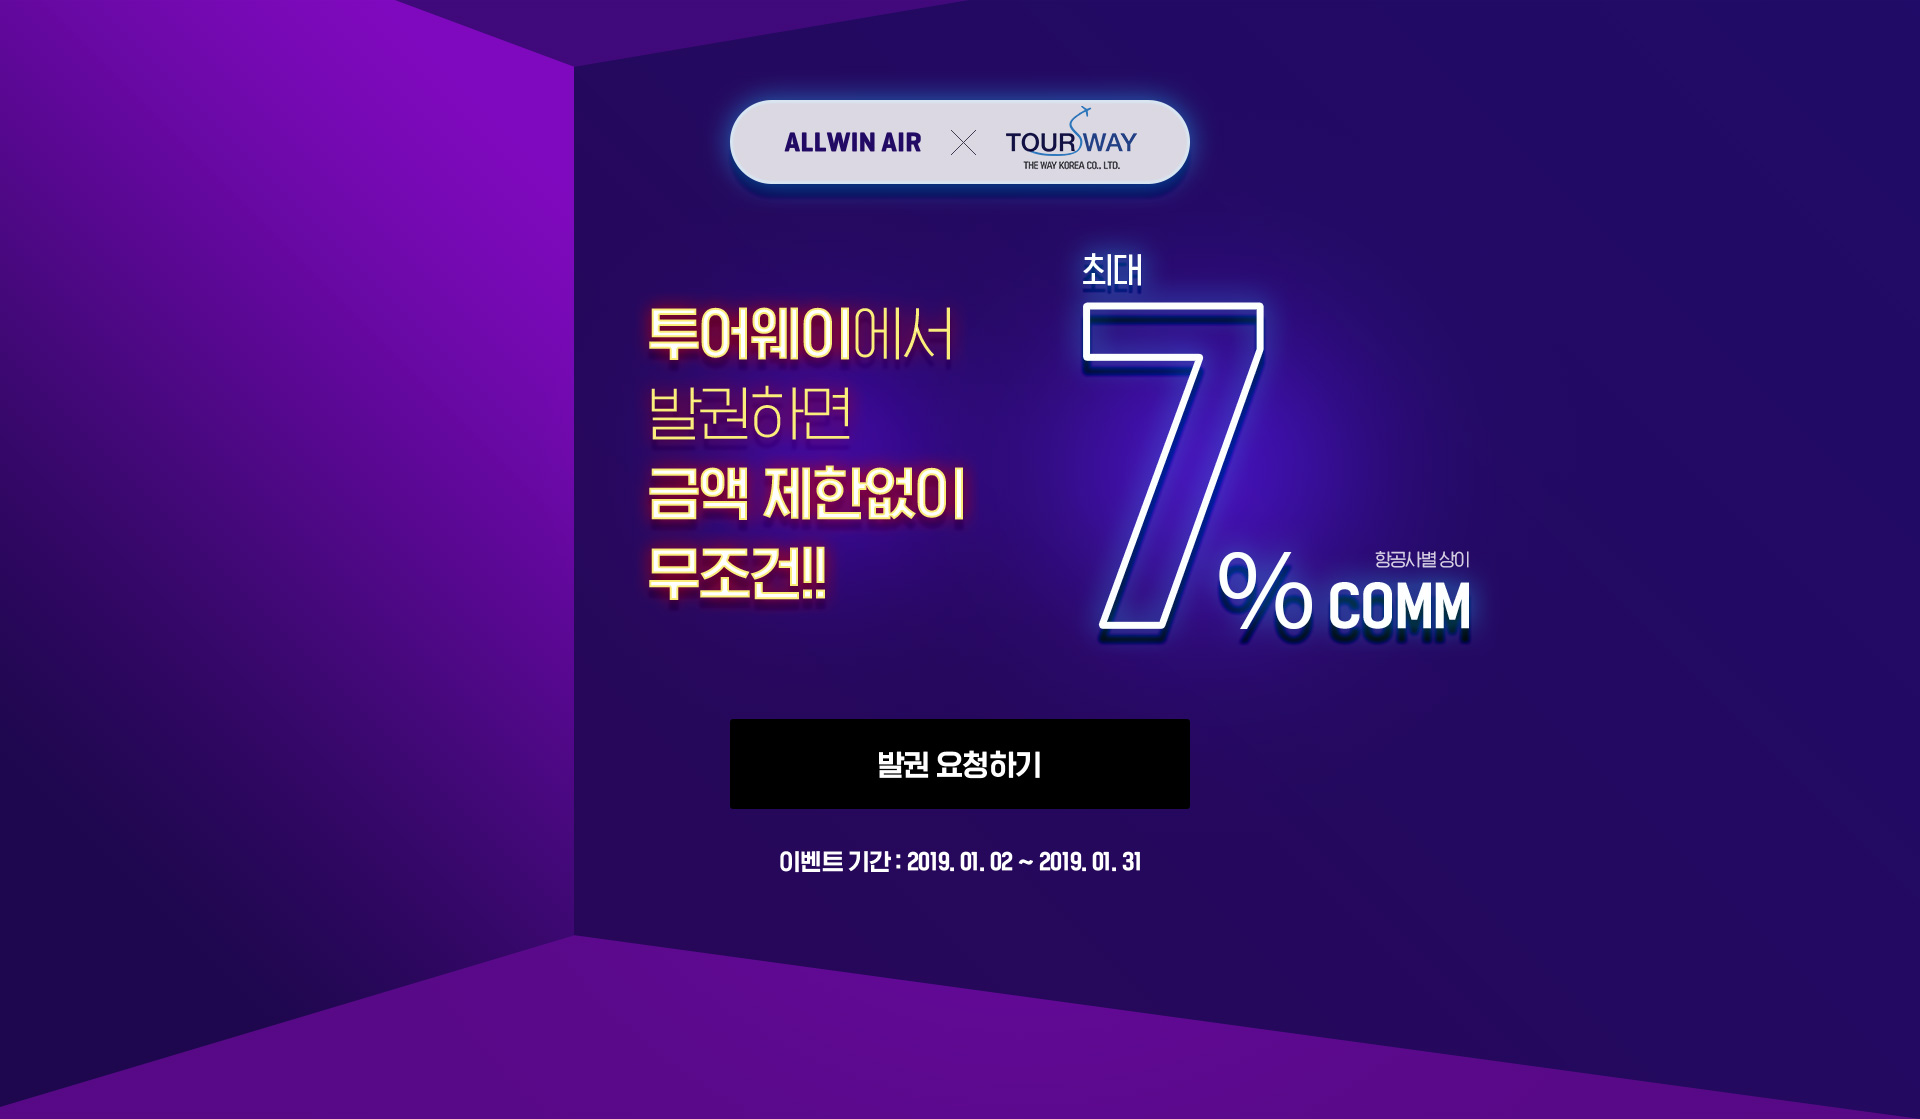 ALLWIN AIR
TOUR WAY
THE WAY KOREA CO., LTD.
투어웨이에서
발권하면
금액 제한없이
무조건!!
최대
7%
항공사별 상이
COMM
발권 요청하기
이벤트 기간 : 2019. 01. 02 ~ 2019. 01. 31